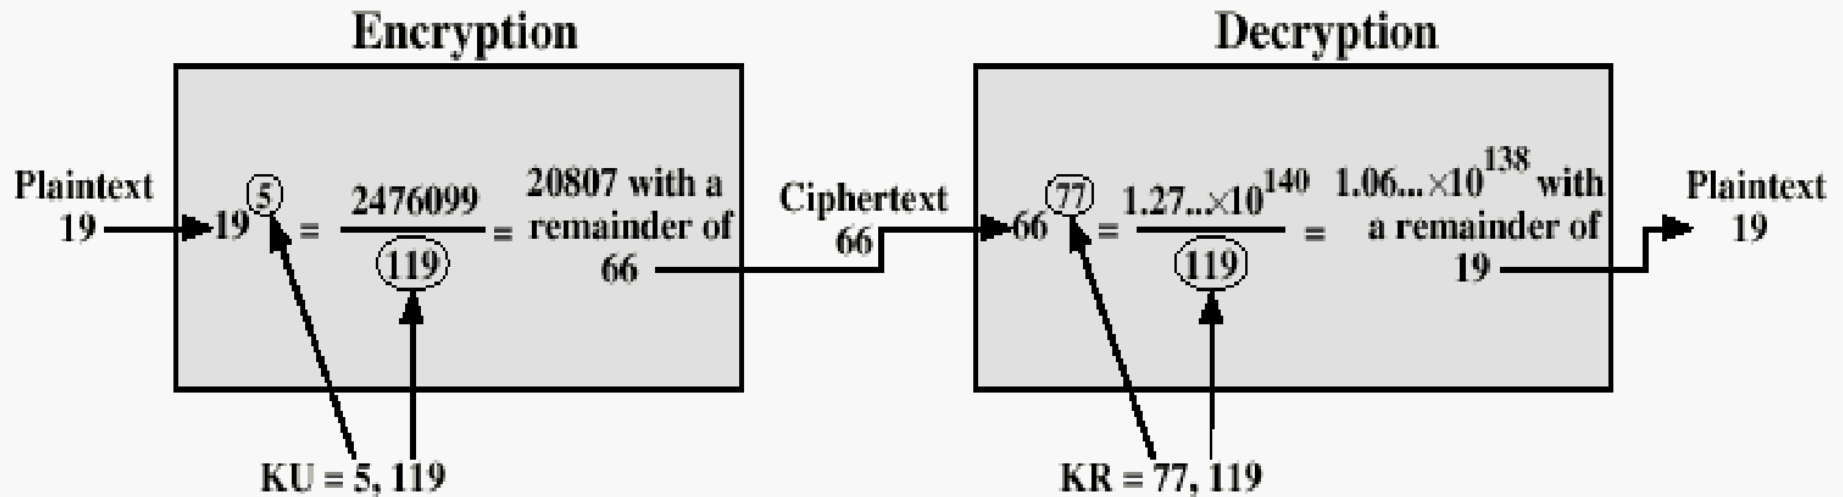 Encryption
Decryption
Plaintext
19
19 5 = 2476099 / 119 = 20807 with a
remainder of
66
Ciphertext
66
66 77 = 1.27...×10 140 / 119 = 1.06...×10 138 with
a remainder of
19
Plaintext
19
KU = 5, 119
KR = 77, 119